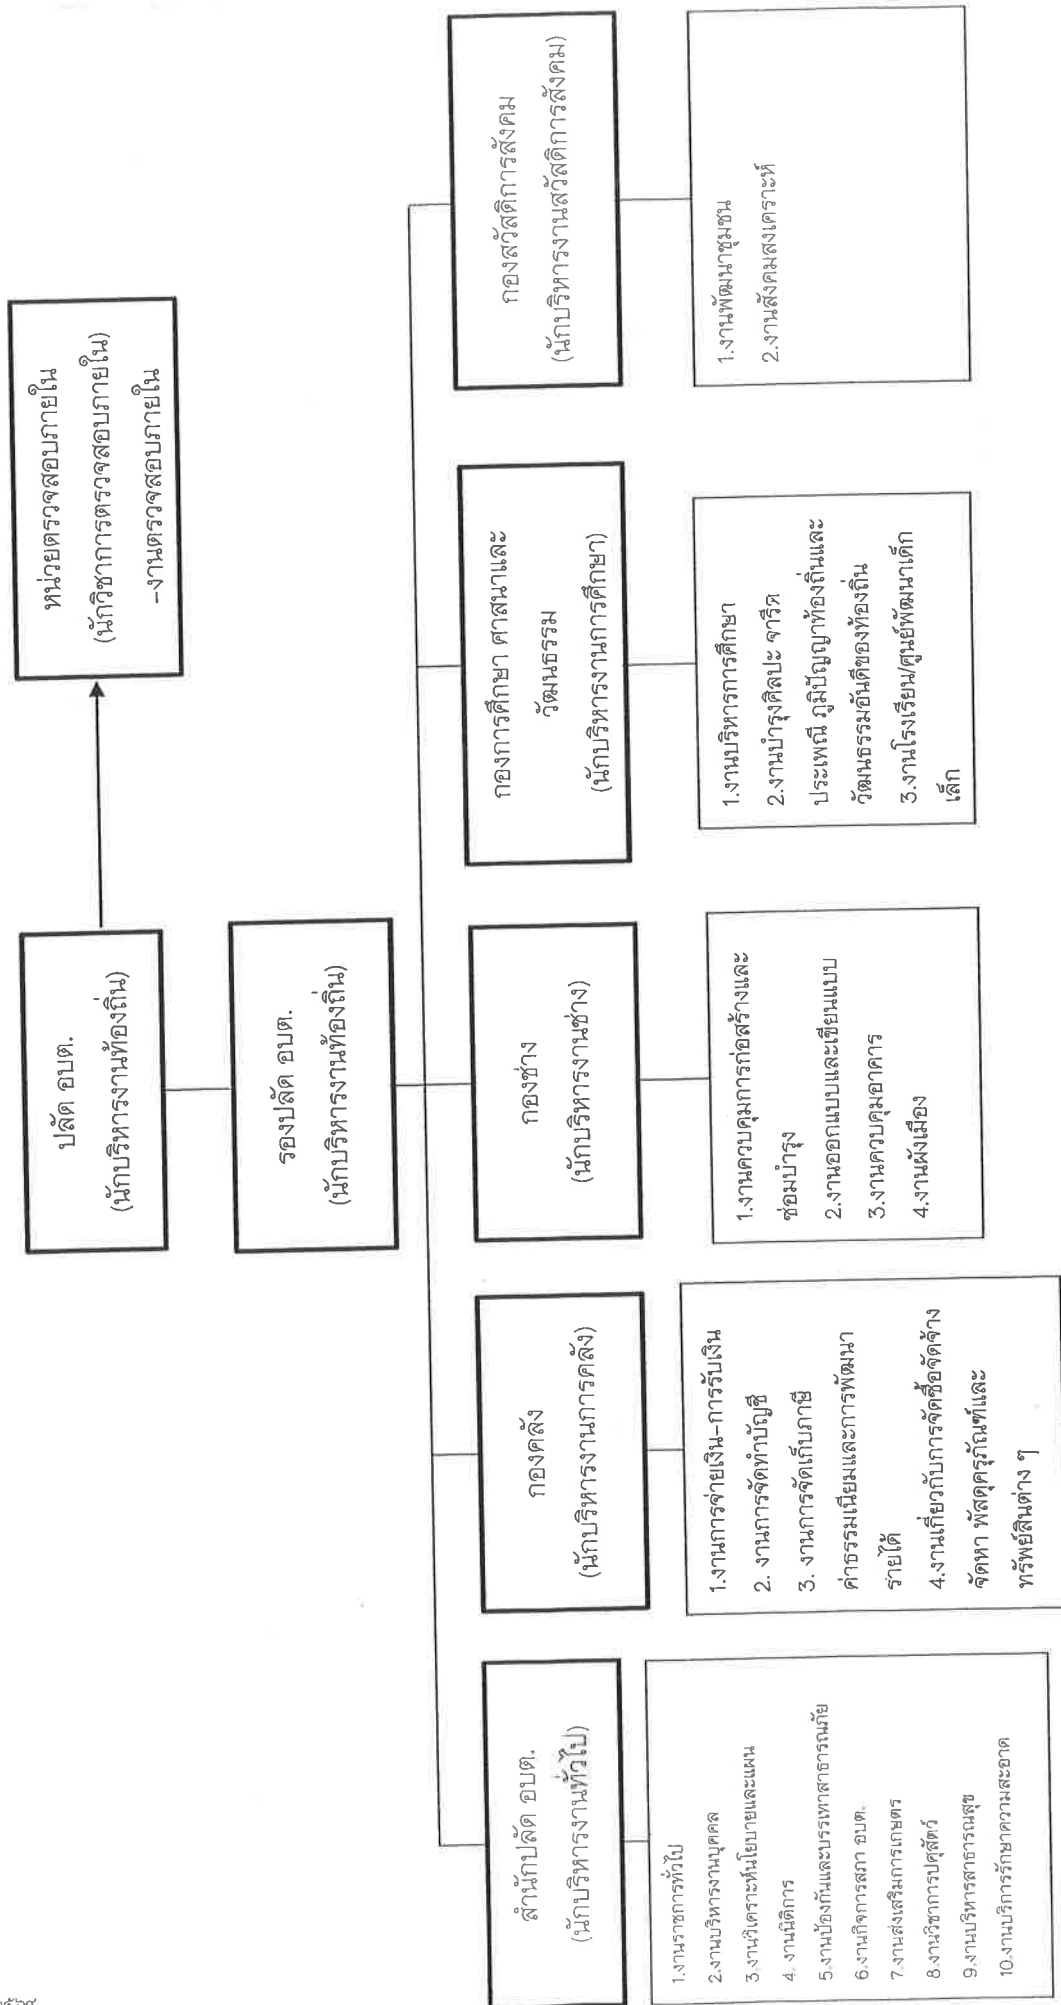 ปลัด อบต.
(นักบริหารงานท้องถิ่น)
หน่วยตรวจสอบภายใน
(นักวิชาการตรวจสอบภายใน)
-งานตรวจสอบภายใน
รองปลัด อบต.
(นักบริหารงานท้องถิ่น)
สำนักปลัด อบต.
(นักบริหารงานทั่วไป)
1.งานราชการทั่วไป
2.งานบริหารงานบุคคล
3.งานวิเคราะห์นโยบายและแผน
4. งานนิติการ
5.งานป้องกันและบรรเทาสาธารณภัย
6.งานกิจการสภา อบต.
7.งานส่งเสริมการเกษตร
8.งานวิชาการปศุสัตว์
9.งานบริหารสาธารณสุข
10.งานบริการรักษาความสะอาด
กองคลัง
(นักบริหารงานการคลัง)
1.งานการจ่ายเงิน-การรับเงิน
2. งานการจัดทำบัญชี
3. งานการจัดเก็บภาษี
ค่าธรรมเนียมและการพัฒนา
รายได้
4.งานเกี่ยวกับการจัดซื้อจัดจ้าง
จัดหา พัสดุครุภัณฑ์และ
ทรัพย์สินต่าง ๆ
กองช่าง
(นักบริหารงานช่าง)
1.งานควบคุมการก่อสร้างและ
ซ่อมบำรุง
2.งานออกแบบและเขียนแบบ
3.งานควบคุมอาคาร
4.งานผังเมือง
กองการศึกษา ศาสนาและ
วัฒนธรรม
(นักบริหารงานการศึกษา)
1.งานบริหารการศึกษา
2.งานบำรุงศิลปะ จารีต
ประเพณี ภูมิปัญญาท้องถิ่นและ
วัฒนธรรมอันดีของท้องถิ่น
3.งานโรงเรียน/ศูนย์พัฒนาเด็ก
เล็ก
กองสวัสดิการสังคม
(นักบริหารงานสวัสดิการสังคม)
1.งานพัฒนาชุมชน
2.งานสังคมสงเคราะห์